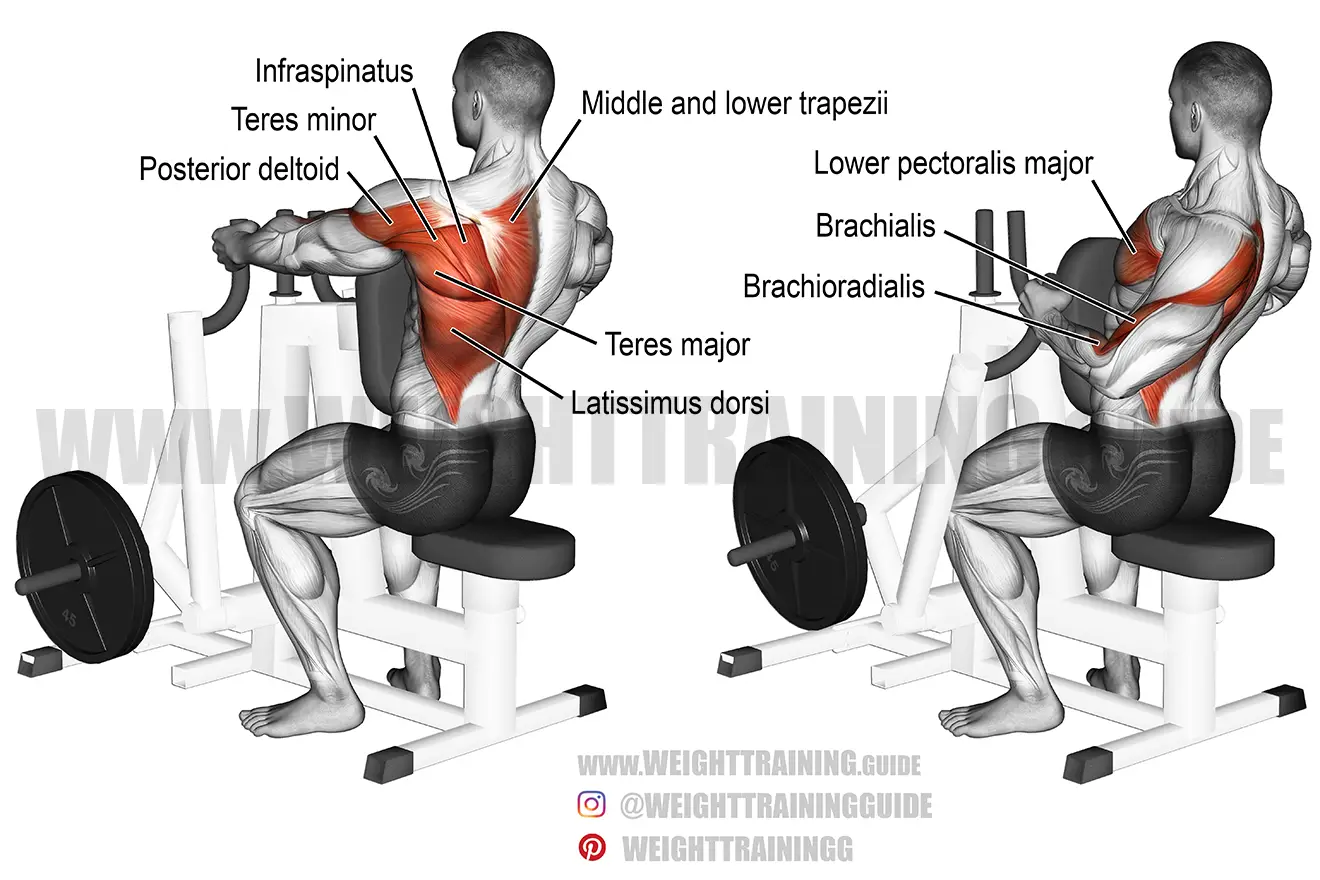 Infraspinatus
Teres minor
Posterior deltoid
Middle and lower trapezii
Teres major
Latissimus dorsi
Lower pectoralis major
Brachialis
Brachioradialis
WWW.WEIGHTTRAINING.GUIDE
45
45
www.WEIGHTTRAINING.GUIDE
@WEIGHTTRAININGGUIDE
WEIGHTTRAININGG